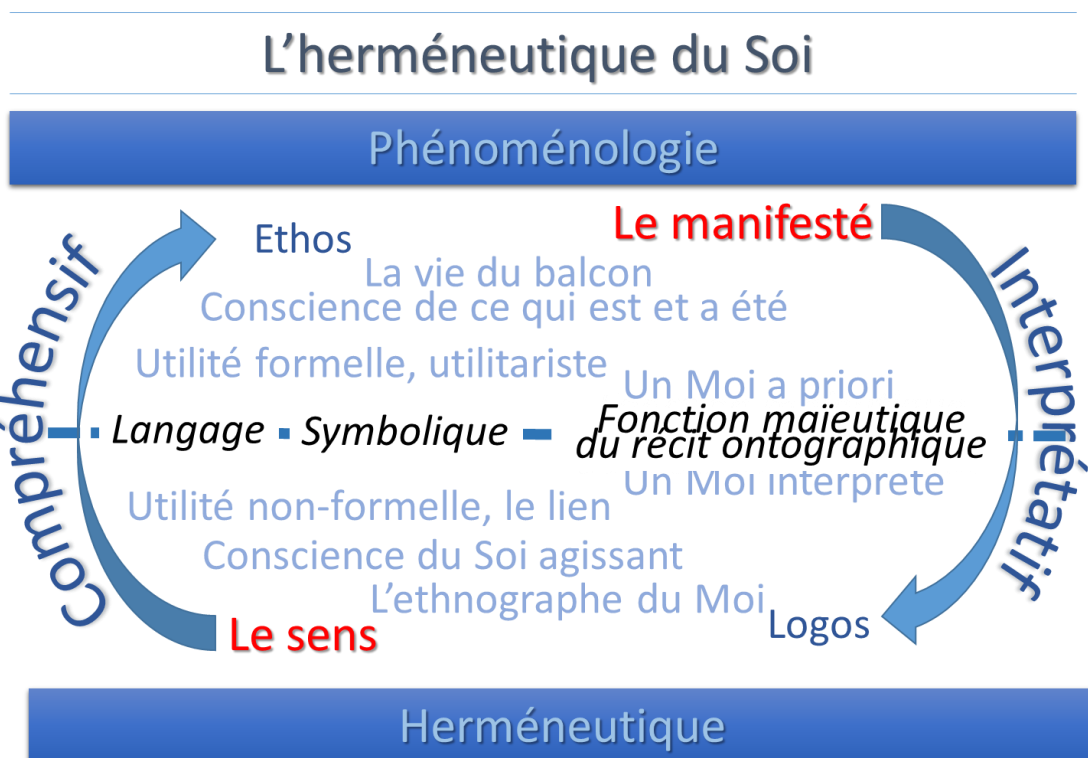 L'herméneutique du Soi
Phénoménologie
Ethos
Le manifesté
La vie du balcon
Conscience de ce qui est et a été
Utilité formelle, utilitariste
Un Moi a priori
Compréhensif
Langage
Symbolique
Fonction maïeutique
du récit ontographique
Interprétatif
Un Moi interprète
Utilité non-formelle, le lien
Conscience du Soi agissant
L'ethnographe du Moi
Logos
Le sens
Herméneutique